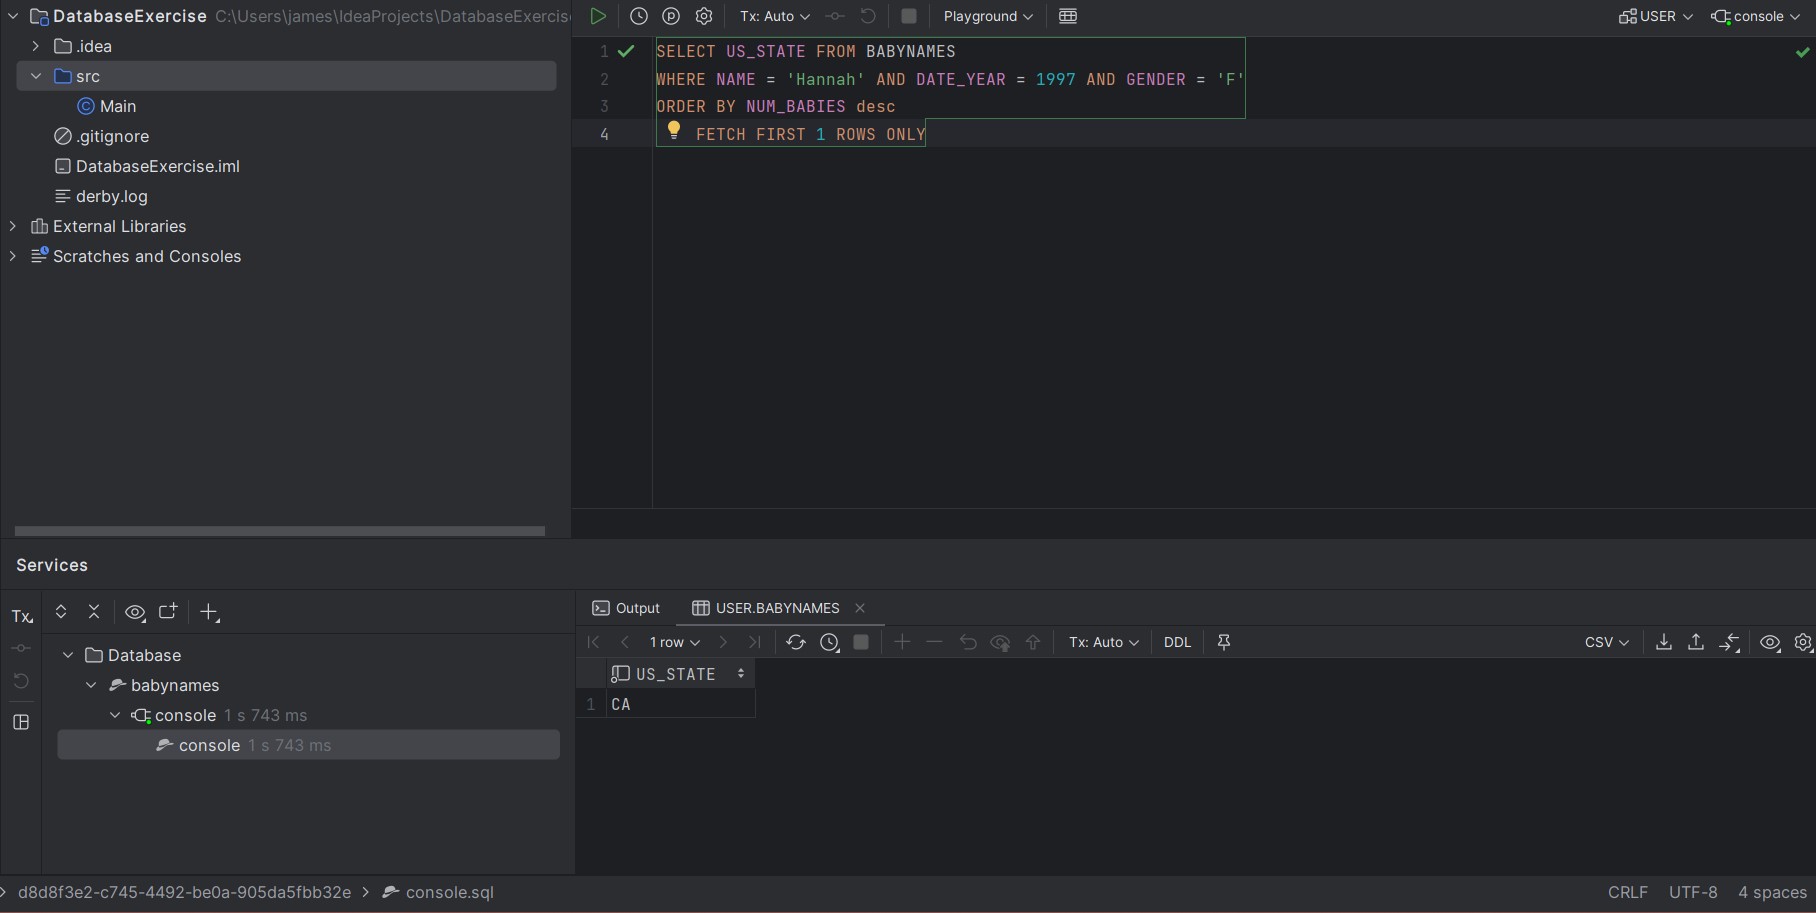 DatabaseExercise C:\Users\james\IdeaProjects\DatabaseExercise
.idea
src
Main
.gitignore
DatabaseExercise.iml
derby.log
External Libraries
Scratches and Consoles
Tx: Auto Playground USER console
1 SELECT US_STATE FROM BABYNAMES
2 WHERE NAME = 'Hannah' AND DATE_YEAR = 1997 AND GENDER = 'F'
3 ORDER BY NUM_BABIES desc
4 FETCH FIRST 1 ROWS ONLY
Services
Tx
Database
babynames
console 1 s 743 ms
console 1 s 743 ms
Output USER.BABYNAMES
1 row Tx: Auto DDL CSV
US_STATE
1 CA
d8d8f3e2-c745-4492-be0a-905da5fbb32e > console.sql CRLF UTF-8 4 spaces